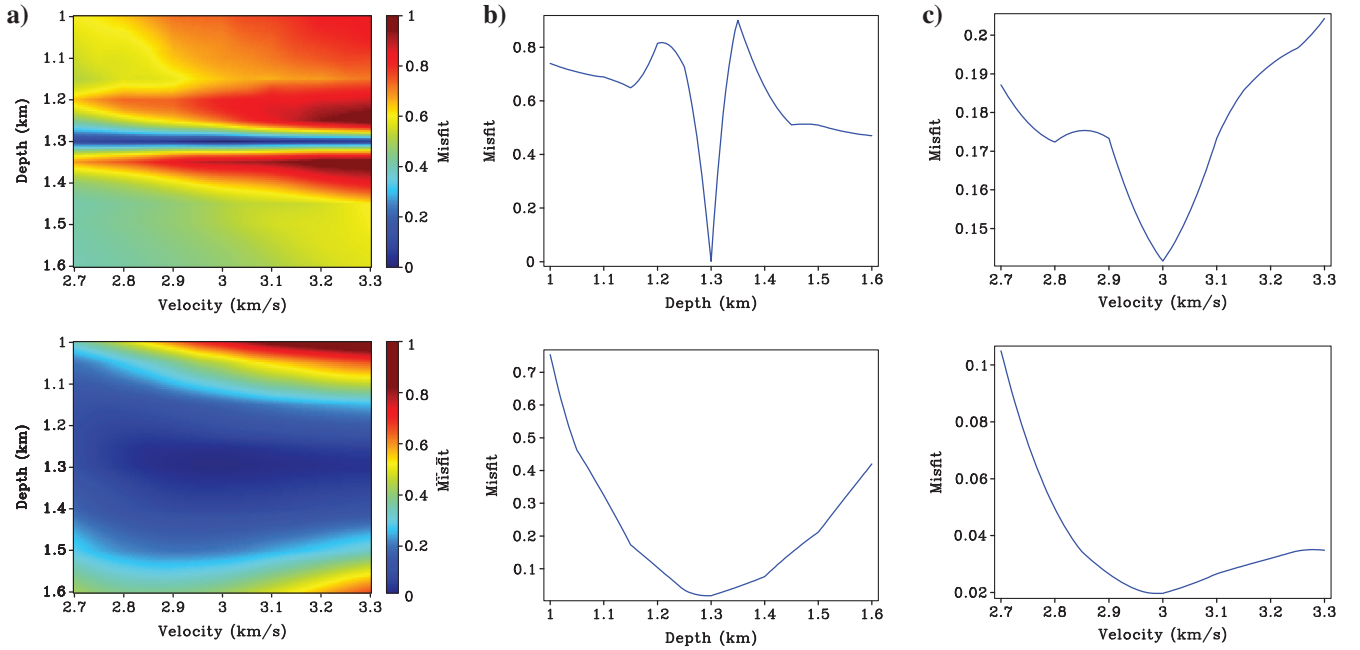 a)
1
1.1
1.2
1.3
1.4
1.5
1.6
Depth (km)
2.7 2.8 2.9 3 3.1 3.2 3.3
Velocity (km/s)
1
0.8
0.6
0.4
0.2
0
Misfit
b)
0.8
0.6
0.4
0.2
0
Misfit
1 1.1 1.2 1.3 1.4 1.5 1.6
Depth (km)
c)
0.2
0.19
0.18
0.17
0.16
0.15
Misfit
2.7 2.8 2.9 3 3.1 3.2 3.3
Velocity (km/s)
1
1.1
1.2
1.3
1.4
1.5
1.6
Depth (km)
2.7 2.8 2.9 3 3.1 3.2 3.3
Velocity (km/s)
1
0.8
0.6
0.4
0.2
0
Misfit
0.7
0.6
0.5
0.4
0.3
0.2
0.1
Misfit
1 1.1 1.2 1.3 1.4 1.5 1.6
Depth (km)
0.1
0.08
0.06
0.04
0.02
Misfit
2.7 2.8 2.9 3 3.1 3.2 3.3
Velocity (km/s)